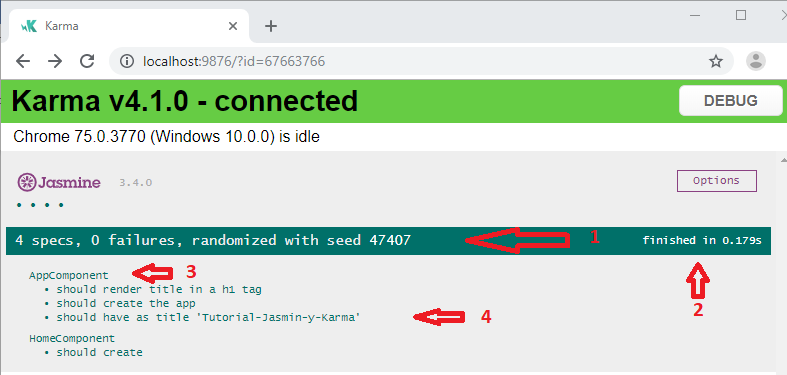 Karma
localhost:9876/?id=67663766
Karma v4.1.0 - connected
DEBUG
Chrome 75.0.3770 (Windows 10.0.0) is idle
Jasmine 3.4.0
Options
4 specs, 0 failures, randomized with seed 47407
1
finished in 0.179s
AppComponent
3
• should render title in a h1 tag
• should create the app
• should have as title 'Tutorial-Jasmin-y-Karma'
4
2
HomeComponent
• should create